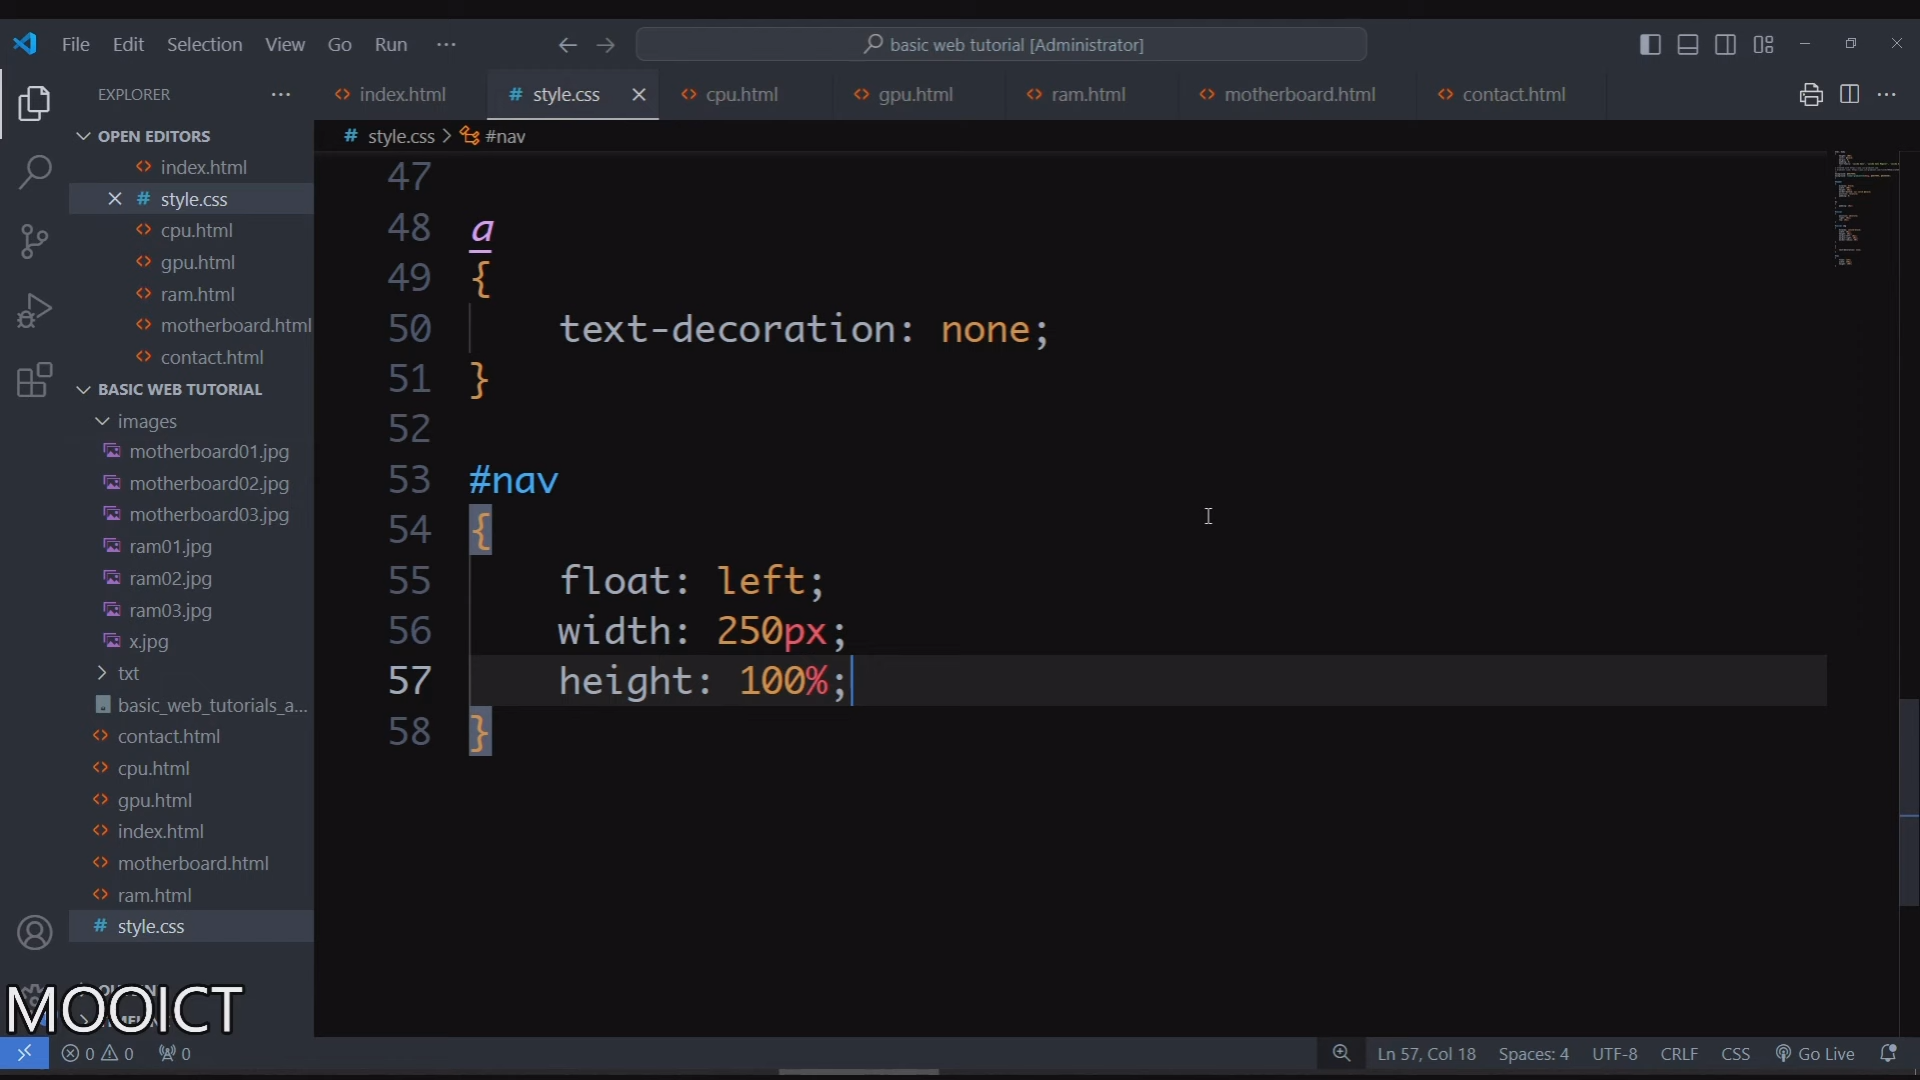 File Edit Selection View Go Run ...
basic web tutorial [Administrator]
EXPLORER
index.html
style.css
cpu.html
gpu.html
ram.html
motherboard.html
contact.html
OPEN EDITORS
index.html
style.css
cpu.html
gpu.html
ram.html
motherboard.html
contact.html
BASIC WEB TUTORIAL
images
motherboard01.jpg
motherboard02.jpg
motherboard03.jpg
ram01.jpg
ram02.jpg
ram03.jpg
x.jpg
txt
basic_web_tutorials_a...
contact.html
cpu.html
gpu.html
index.html
motherboard.html
ram.html
# style.css
# style.css > #nav
47
48 a
49 {
50 text-decoration: none;
51 }
52
53 #nav
54 {
55 float: left;
56 width: 250px;
57 height: 100%;
58 }
MOOICT
0 0 0
Ln 57, Col 18 Spaces: 4 UTF-8 CRLF CSS Go Live